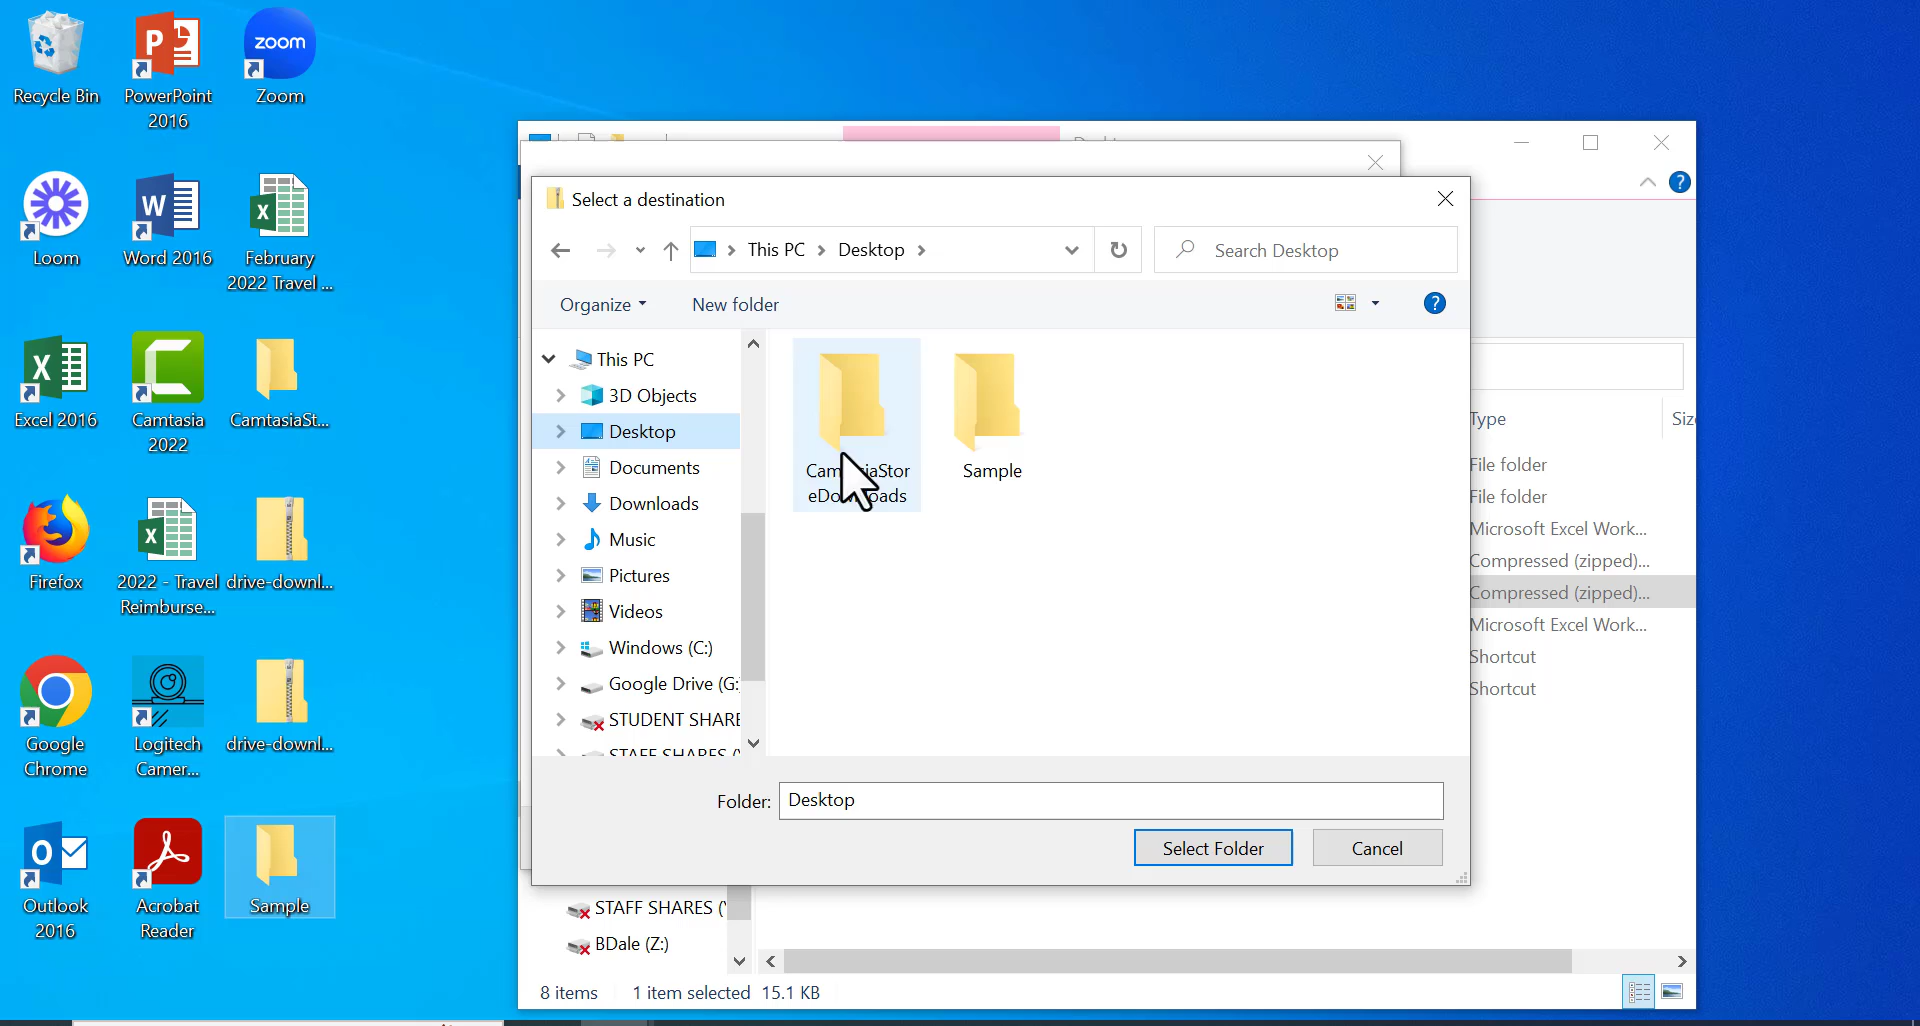 Recycle Bin
PowerPoint
2016
zoom
Zoom
Loom
Word 2016
February
2022 Travel ...
Excel 2016
Camtasia
2022
CamtasiaSt...
Firefox
2022 - Travel
Reimburse...
drive-downl...
Google
Chrome
Logitech
Camer...
drive-downl...
Outlook
2016
Acrobat
Reader
Sample
Select a destination
This PC
Desktop
Search Desktop
Organize
New folder
This PC
3D Objects
Desktop
Documents
Downloads
Music
Pictures
Videos
Windows (C:)
Google Drive (G:
STUDENT SHARE
STAFF SHARES (
Sample
Folder:
Desktop
Select Folder
Cancel
Type
Siz
File folder
File folder
Microsoft Excel Work...
Compressed (zipped)...
Compressed (zipped)...
Microsoft Excel Work...
Shortcut
Shortcut
STAFF SHARES (
BDale (Z:)
8 items
1 item selected 15.1 KB